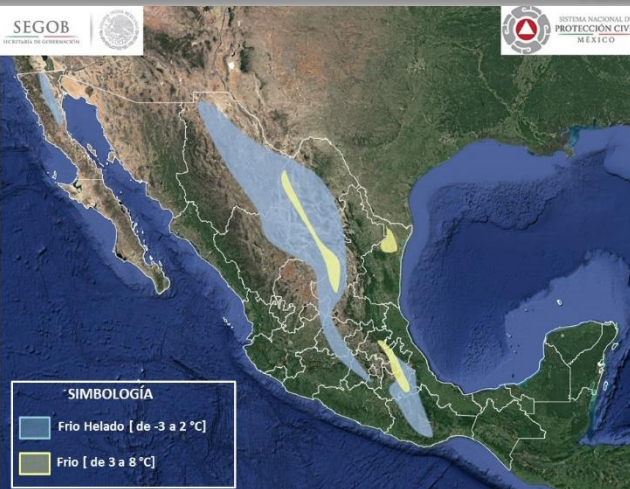 SEGOB
SECRETARÍA DE GOBERNACIÓN
SISTEMA NACIONAL DE
PROTECCIÓN CIVIL
MÉXICO
SIMBOLOGÍA
Frio Helado [ de -3 a 2 °C]
Frio [ de 3 a 8 °C]